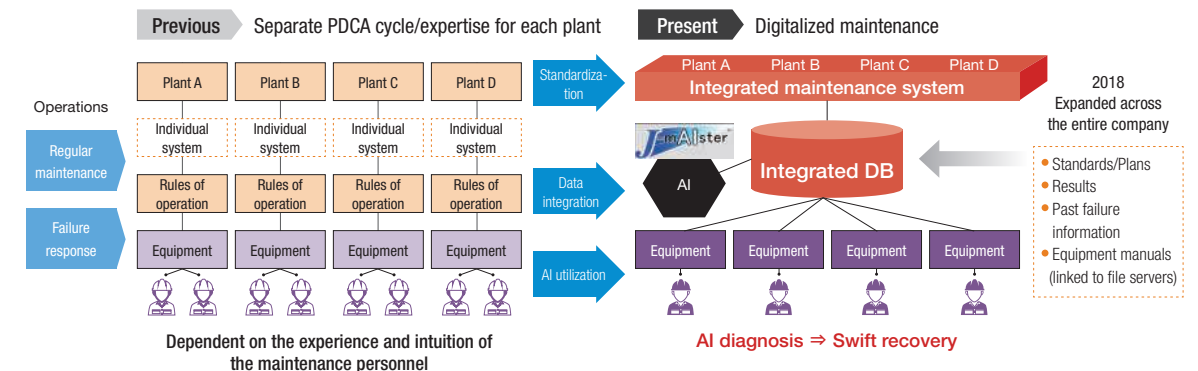 Previous
Separate PDCA cycle/expertise for each plant
Present
Digitalized maintenance
Operations
Regular
maintenance
Failure
response
Plant A
Plant B
Plant C
Plant D
Individual
system
Individual
system
Individual
system
Individual
system
Rules of
operation
Rules of
operation
Rules of
operation
Rules of
operation
Equipment
Equipment
Equipment
Equipment
Dependent on the experience and intuition of
the maintenance personnel
Standardiza-
tion
Data
integration
AI utilization
Plant A
Plant B
Plant C
Plant D
Integrated maintenance system
J-mAIster
AI
Integrated DB
Equipment
Equipment
Equipment
Equipment
AI diagnosis ⇒ Swift recovery
2018
Expanded across
the entire company
• Standards/Plans
• Results
• Past failure
information
• Equipment manuals
(linked to file servers)